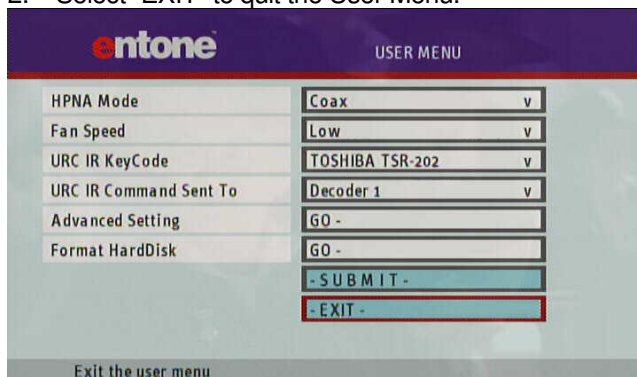 2. Select "EXIT" to quit the User Menu.
entone
USER MENU
HPNA Mode Coax v
Fan Speed Low v
URC IR KeyCode TOSHIBA TSR-202 v
URC IR Command Sent To Decoder 1 v
Advanced Setting GO -
Format HardDisk GO -
- S U B M I T -
- EXIT -
Exit the user menu